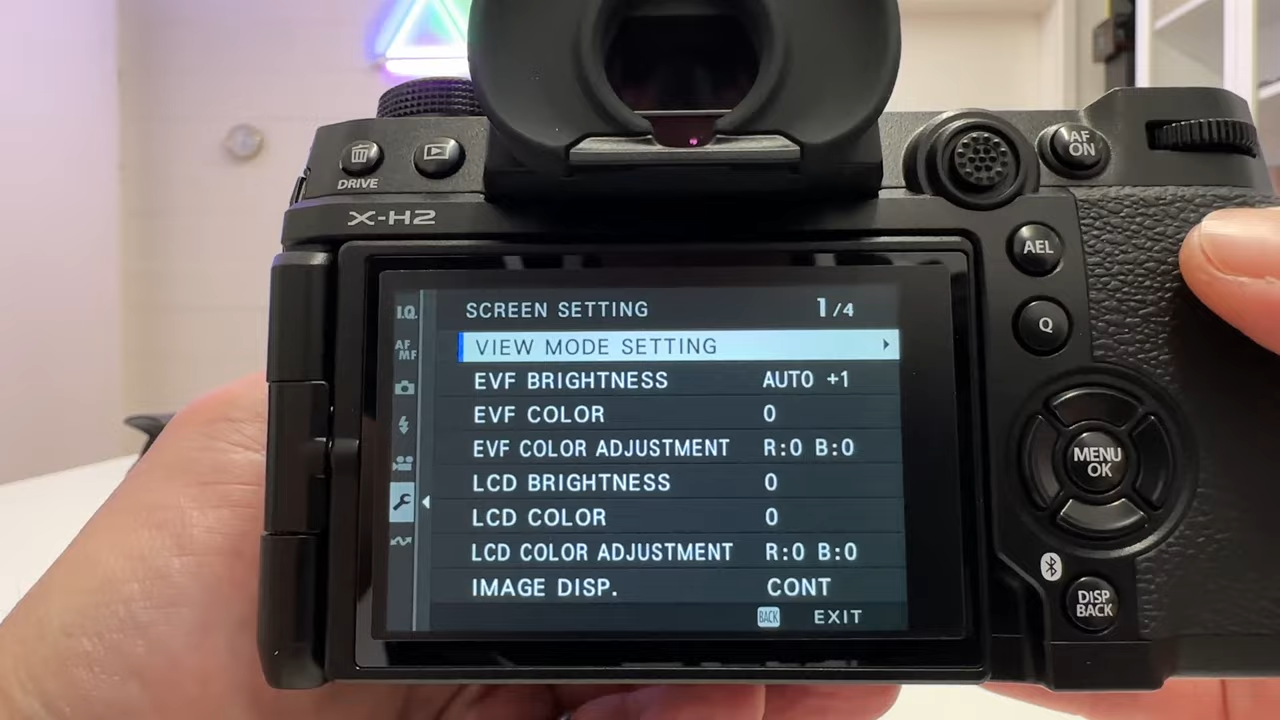 AF ON
DRIVE
X-H2
AEL
Q
SCREEN SETTING 1/4
I.Q.
VIEW MODE SETTING
AF MF
EVF BRIGHTNESS AUTO +1
EVF COLOR 0
EVF COLOR ADJUSTMENT R:0 B:0
LCD BRIGHTNESS 0
LCD COLOR 0
LCD COLOR ADJUSTMENT R:0 B:0
IMAGE DISP. CONT
BACK EXIT
MENU
OK
DISP
BACK